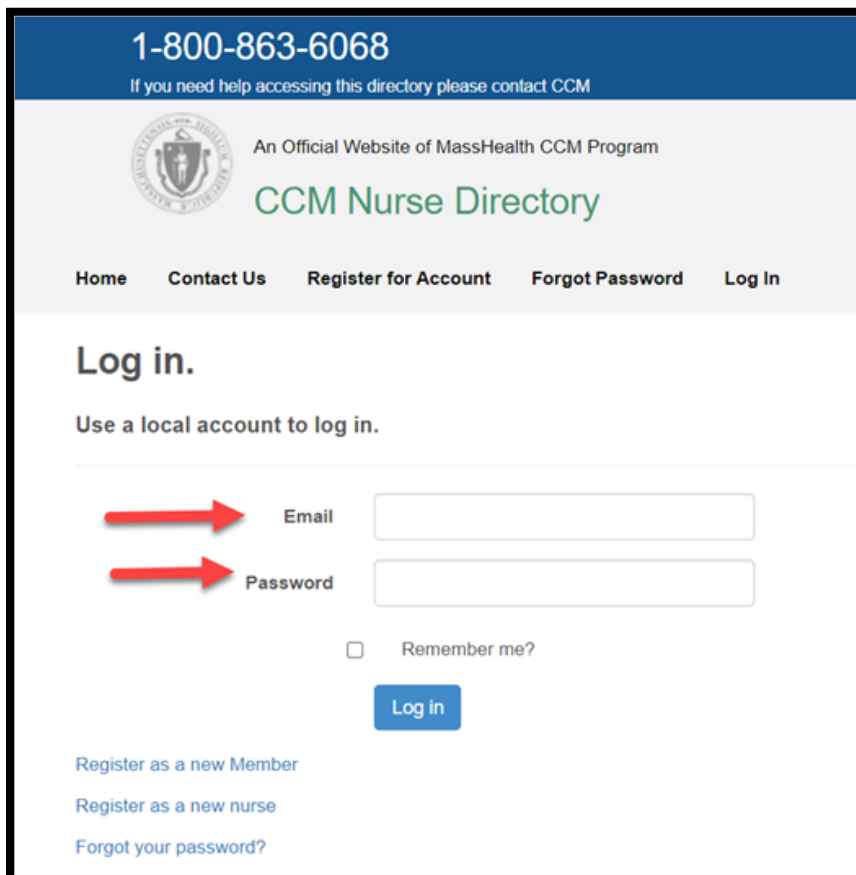 1-800-863-6068
If you need help accessing this directory please contact CCM
An Official Website of MassHealth CCM Program
CCM Nurse Directory
Home Contact Us Register for Account Forgot Password Log In
Log in.
Use a local account to log in.
Email
Password
Remember me?
Log in
Register as a new Member
Register as a new nurse
Forgot your password?